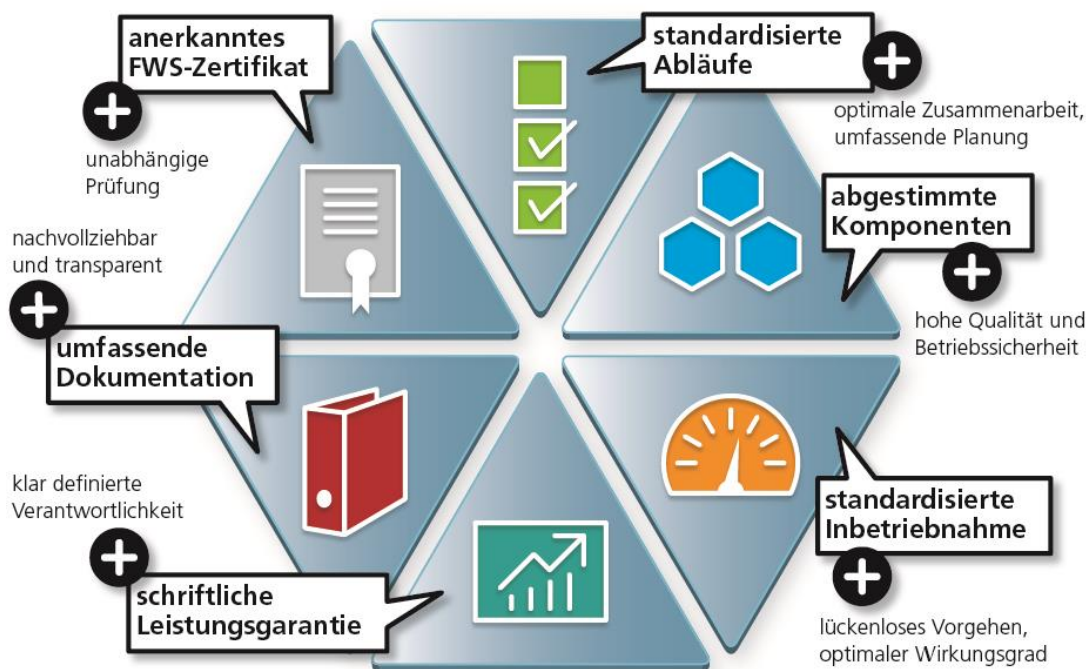 anerkanntes
FWS-Zertifikat
unabhängige
Prüfung
standardisierte
Abläufe
optimale Zusammenarbeit,
umfassende Planung
abgestimmte
Komponenten
hohe Qualität und
Betriebssicherheit
standardisierte
Inbetriebnahme
lückenloses Vorgehen,
optimaler Wirkungsgrad
klar definierte
Verantwortlichkeit
schriftliche
Leistungsgarantie
nachvollziehbar
und transparent
umfassende
Dokumentation